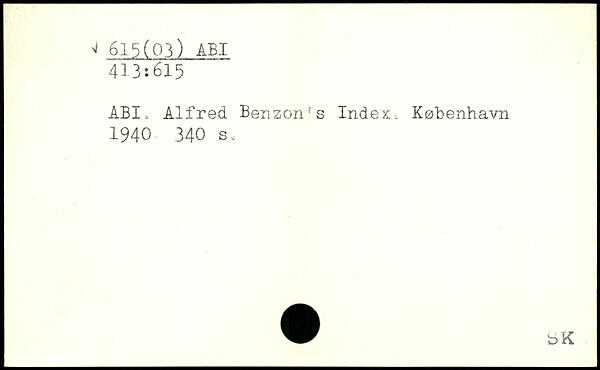 √ 615(03) ABI
413:615
ABI. Alfred Benzon's Index. København
1940. 340 s.
SK